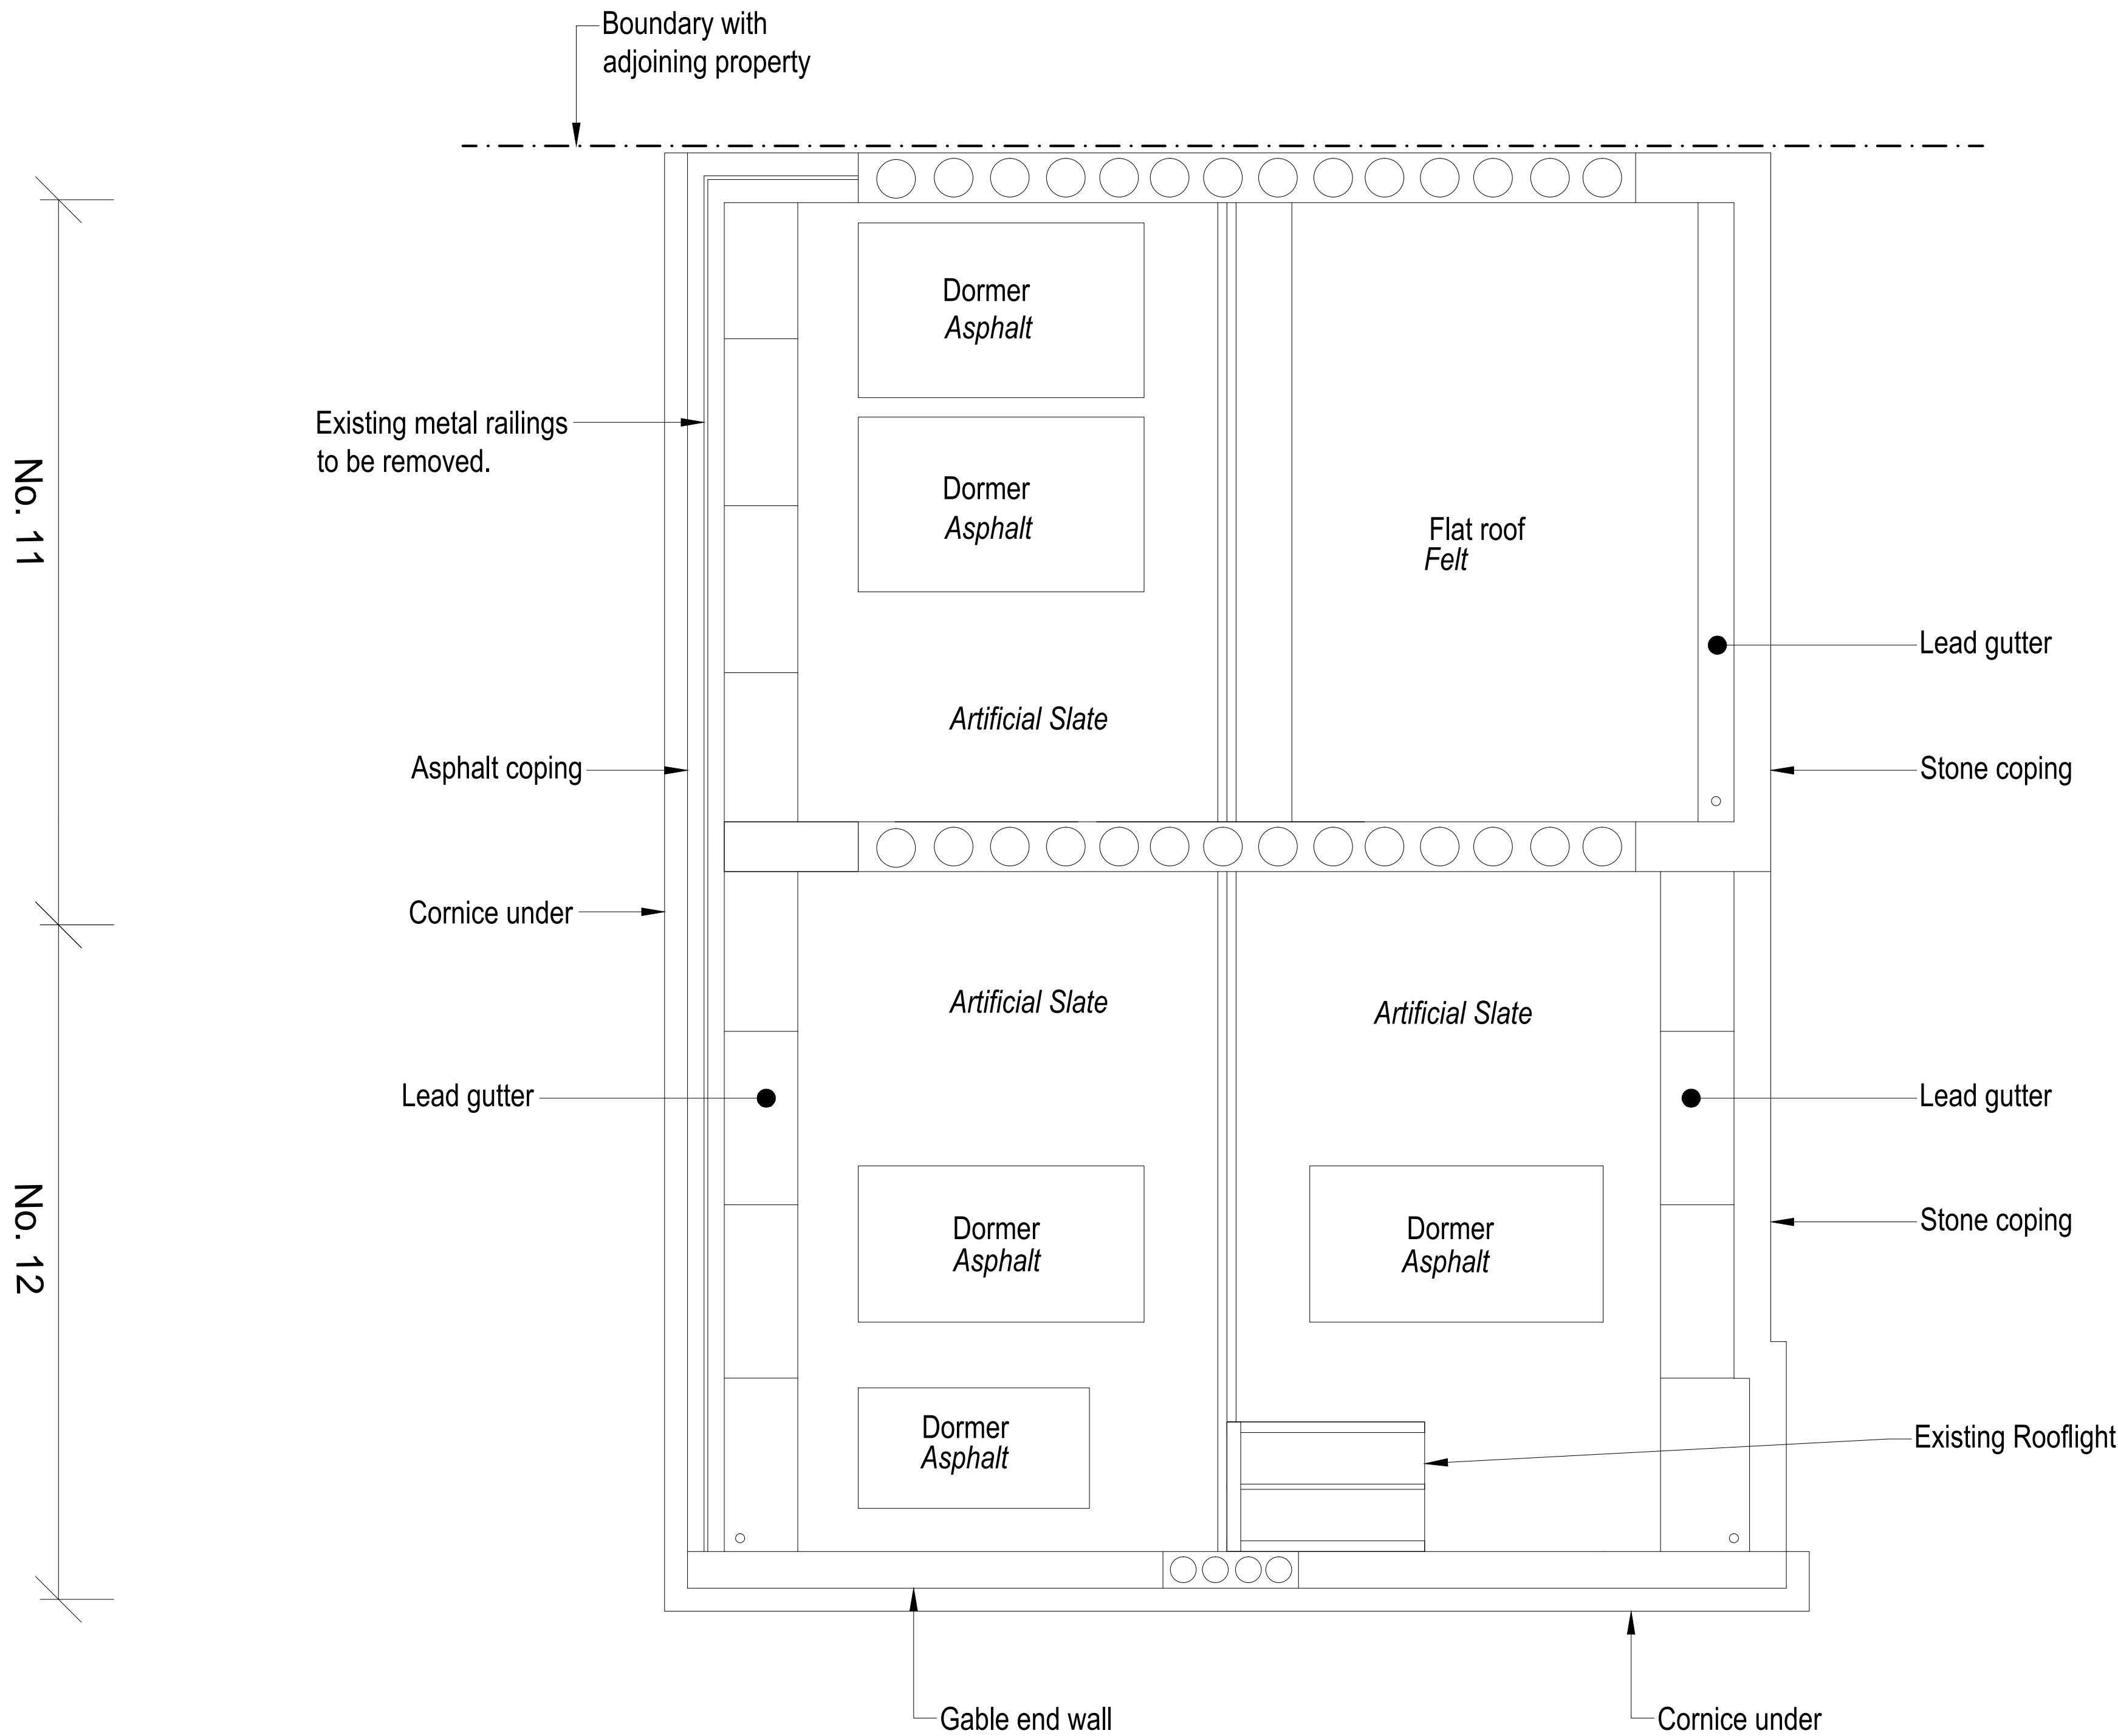 Boundary with
adjoining property
Dormer
Asphalt
Existing metal railings
to be removed.
No. 11
Dormer
Asphalt
Flat roof
Felt
Lead gutter
Artificial Slate
Asphalt coping
Stone coping
Cornice under
Artificial Slate
Artificial Slate
Lead gutter
Lead gutter
No. 12
Dormer
Asphalt
Dormer
Asphalt
Stone coping
Dormer
Asphalt
Existing Rooflight
Gable end wall
Cornice under